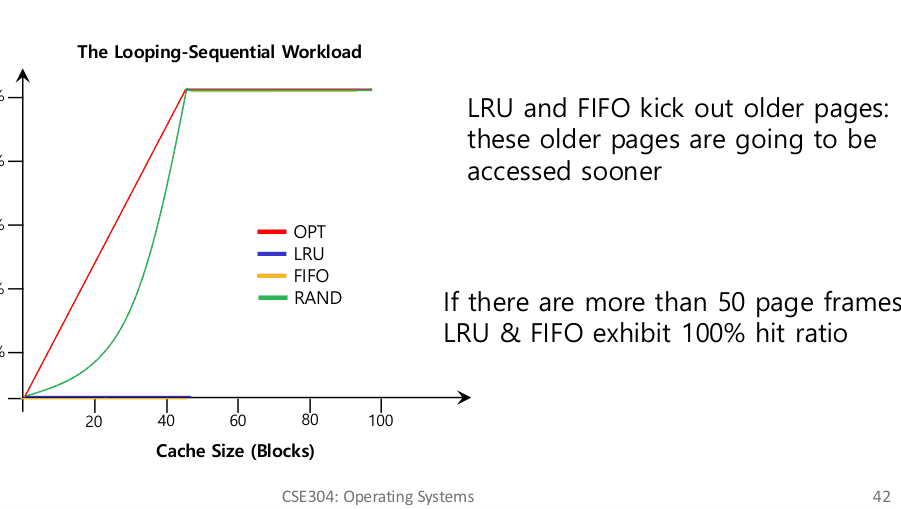 The Looping-Sequential Workload
%
%
%
%
%
LRU and FIFO kick out older pages:
these older pages are going to be
accessed sooner
OPT
LRU
FIFO
RAND
If there are more than 50 page frames
LRU & FIFO exhibit 100% hit ratio
20 40 60 80 100
Cache Size (Blocks)
CSE304: Operating Systems
42